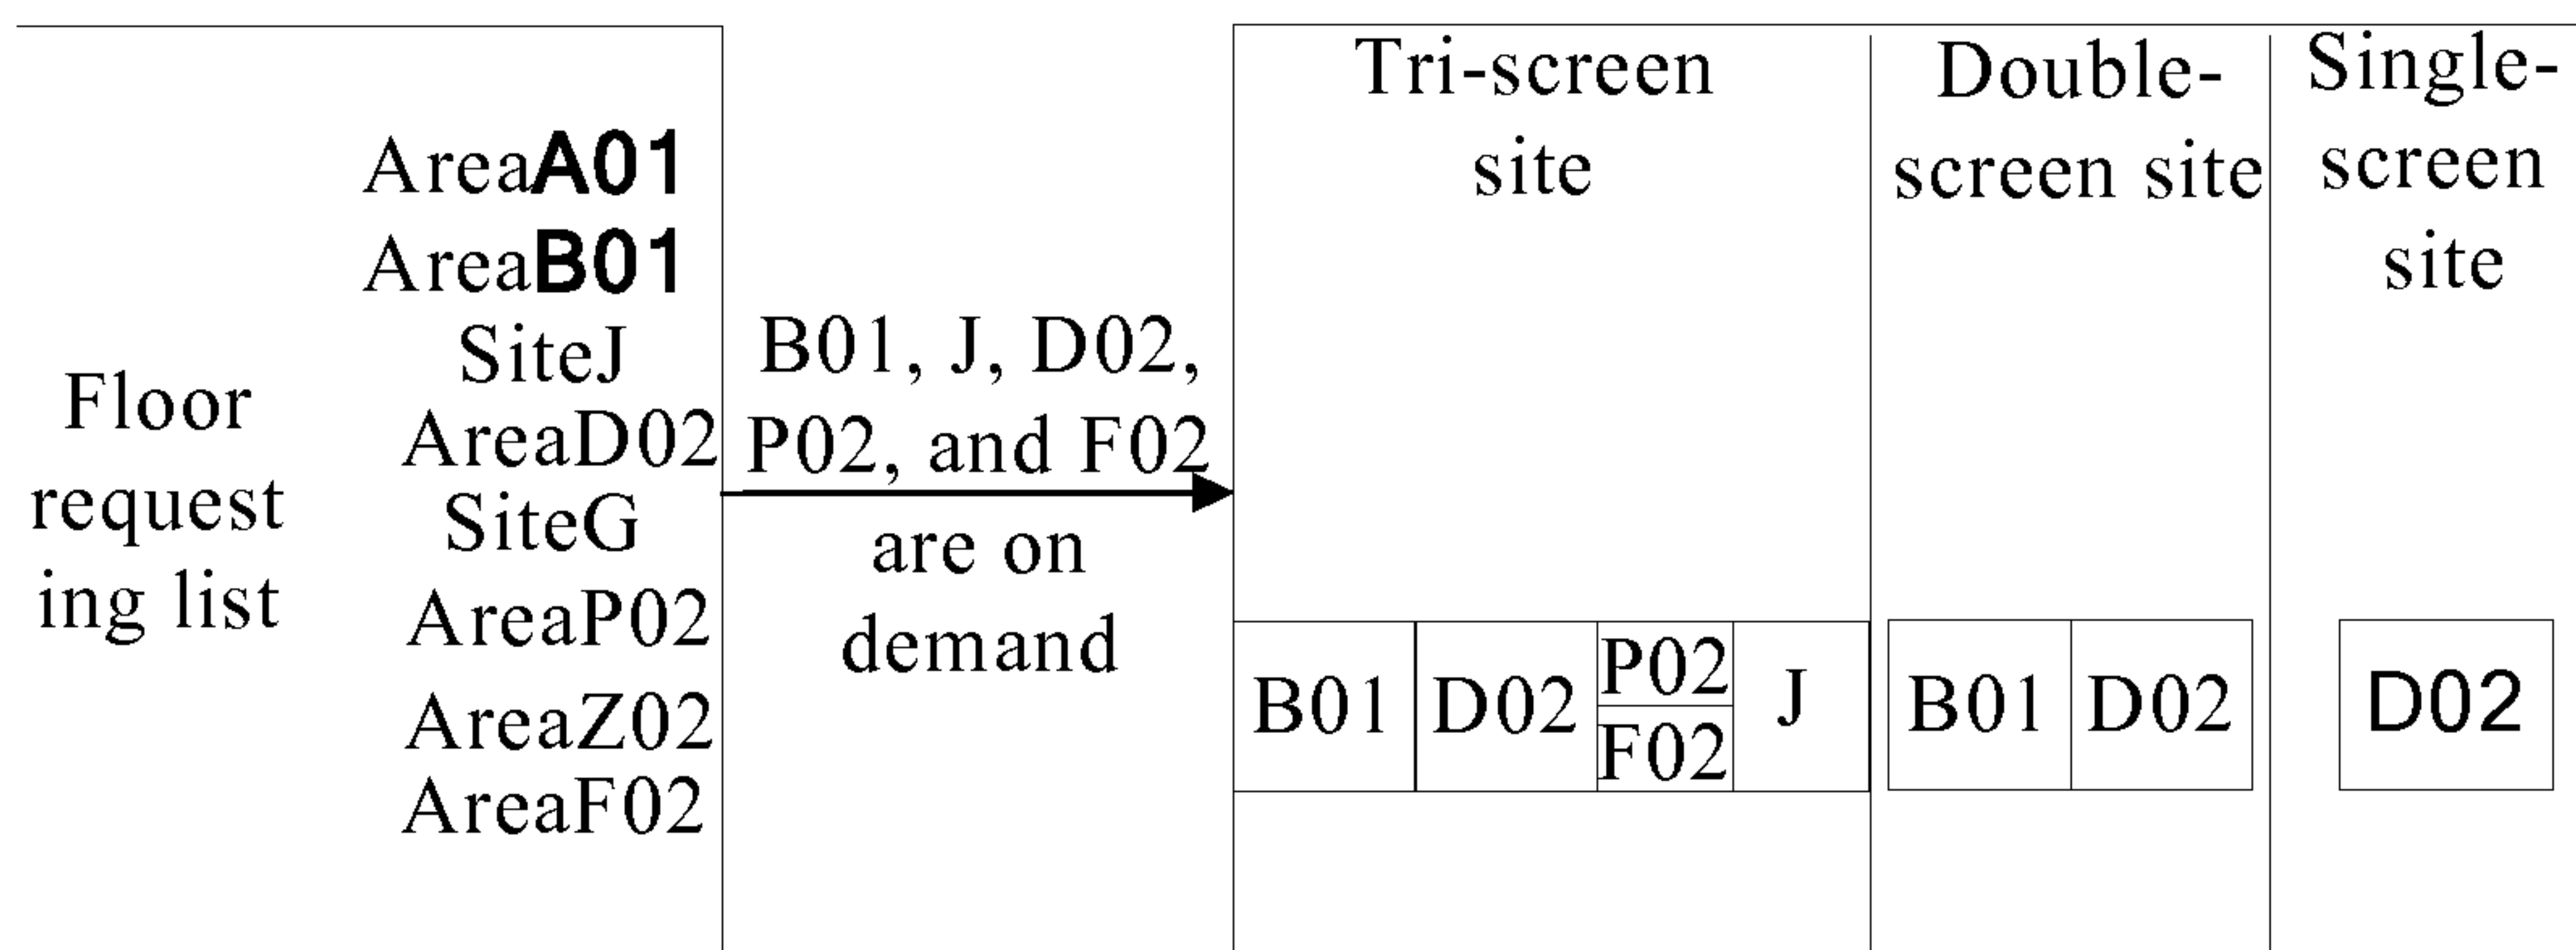 Floor
request
ing list
AreaA01
AreaB01
SiteJ
AreaD02
SiteG
AreaP02
AreaZ02
AreaF02
B01, J, D02,
P02, and F02
are on
demand
Tri-screen
site
B01 D02 P02 J
F02
Double-
screen site
B01 D02
Single-
screen
site
D02